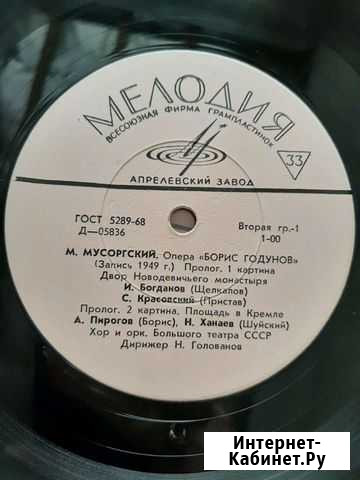 МЕЛОДИЯ
ВСЕСОЮЗНАЯ ФИРМА ГРАМПЛАСТИНОК
33
АПРЕЛЕВСКИЙ ЗАВОД
ГОСТ 5289-68
Д—05836
Вторая гр.-1
1-00
М. МУСОРГСКИЙ. Опера «БОРИС ГОДУНОВ»
(Запись 1949 г.) Пролог. 1 картина
Двор Новодевичьего монастыря
И. Богданов (Щелкалов)
С. Красовский (Пристав)
Пролог. 2 картина. Площадь в Кремле
А. Пирогов (Борис), Н. Ханаев (Шуйский)
Хор и орк. Большого театра СССР
Дирижер Н. Голованов
Интернет-
Кабинет.Ру